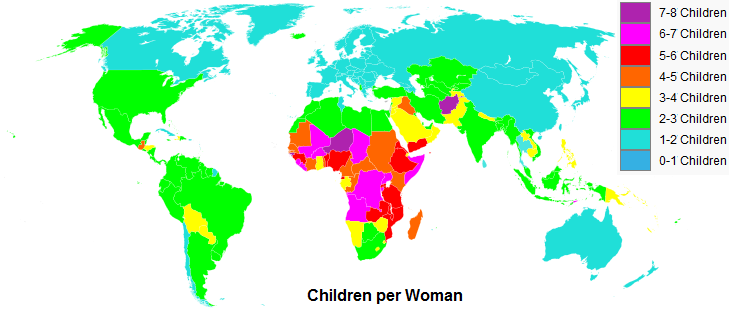 7-8 Children
6-7 Children
5-6 Children
4-5 Children
3-4 Children
2-3 Children
1-2 Children
0-1 Children
Children per Woman